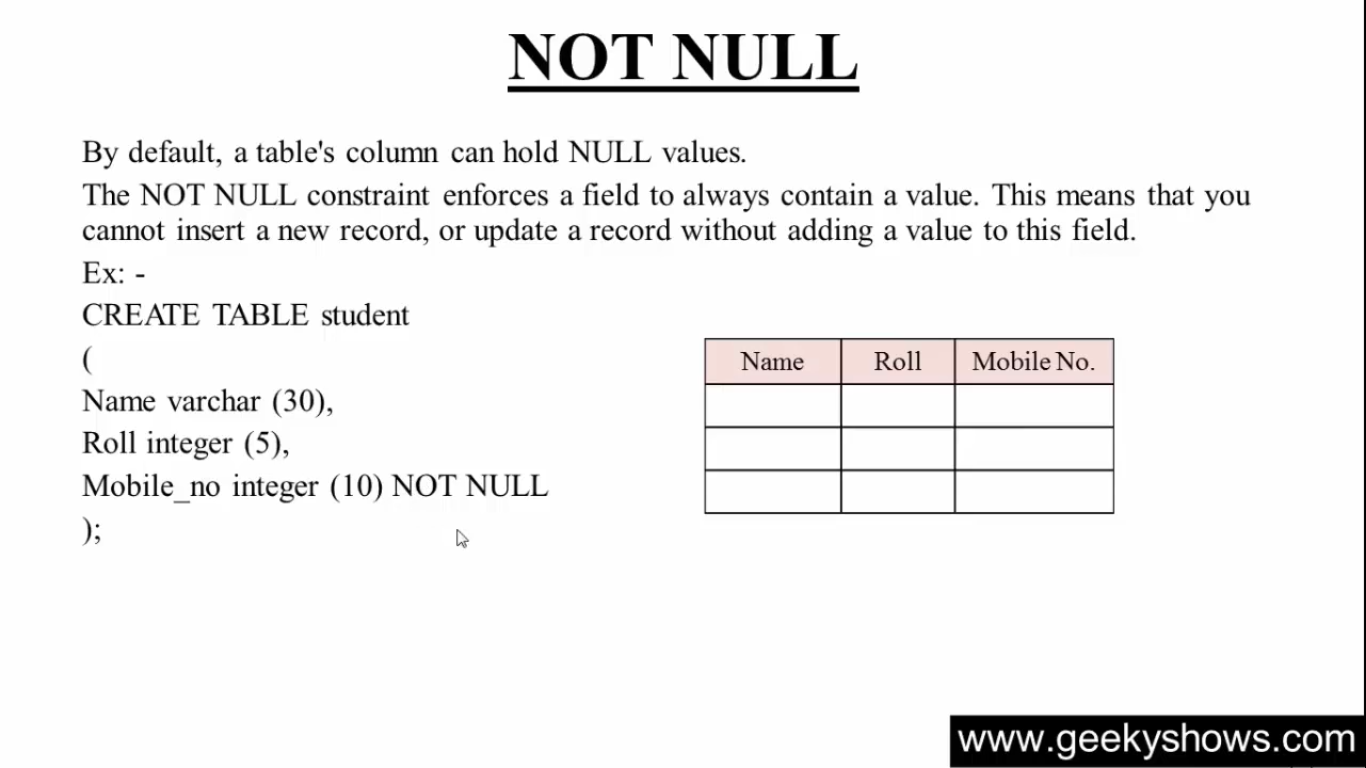 NOT NULL
By default, a table's column can hold NULL values.
The NOT NULL constraint enforces a field to always contain a value. This means that you
cannot insert a new record, or update a record without adding a value to this field.
Ex: -
CREATE TABLE student
(
Name varchar (30),
Roll integer (5),
Mobile_no integer (10) NOT NULL
);
Name Roll Mobile No.
www.geekyshows.com